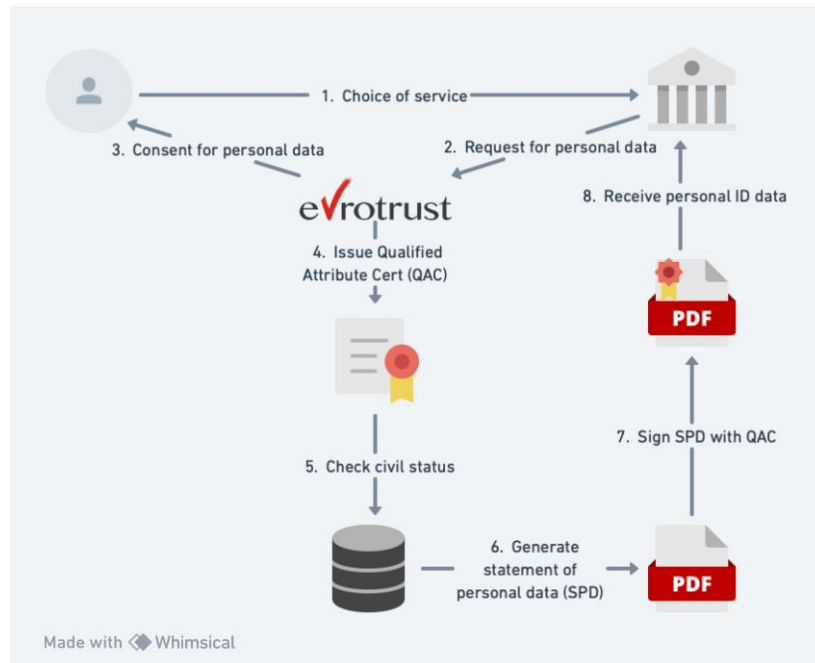 1. Choice of service
3. Consent for personal data
2. Request for personal data
evrotrust
8. Receive personal ID data
4. Issue Qualified
Attribute Cert (QAC)
PDF
7. Sign SPD with QAC
5. Check civil status
6. Generate
statement of
personal data (SPD)
PDF
Made with Whimsical